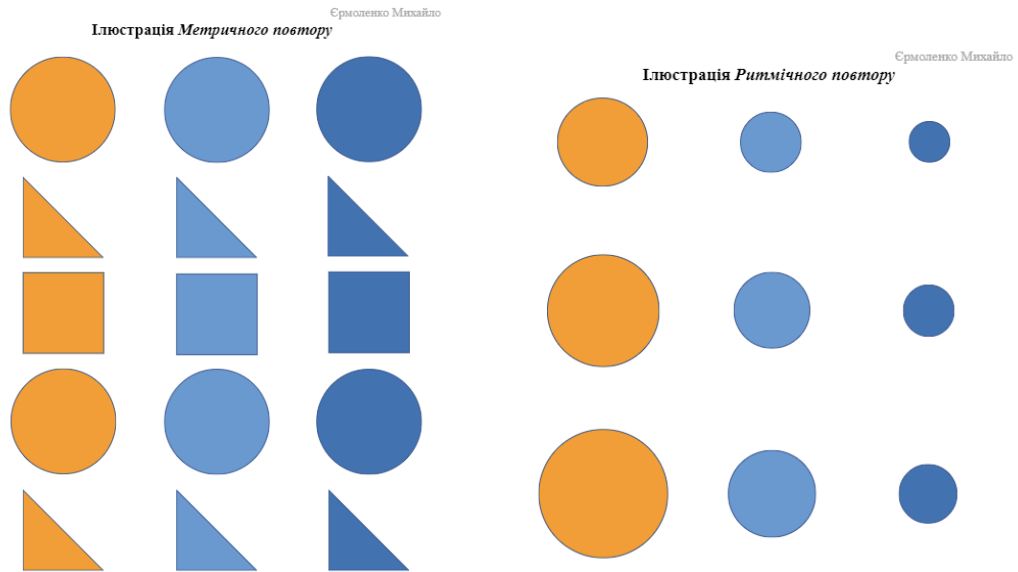 Єрмоленко Михайло
Ілюстрація Метричного повтору
Єрмоленко Михайло
Ілюстрація Ритмічного повтору